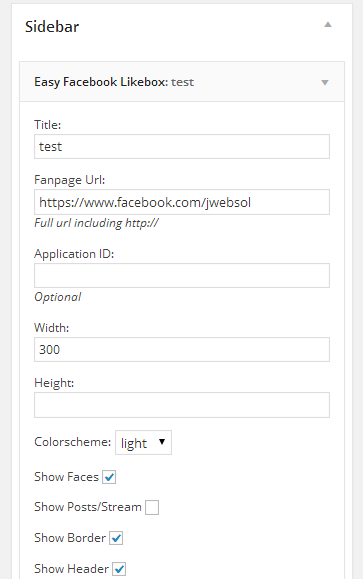 Sidebar
Easy Facebook Likebox: test
Title:
test
Fanpage Url:
https://www.facebook.com/jwebsol
Full url including http://
Application ID:
Optional
Width:
300
Height:
Colorscheme: light
Show Faces
Show Posts/Stream
Show Border
Show Header